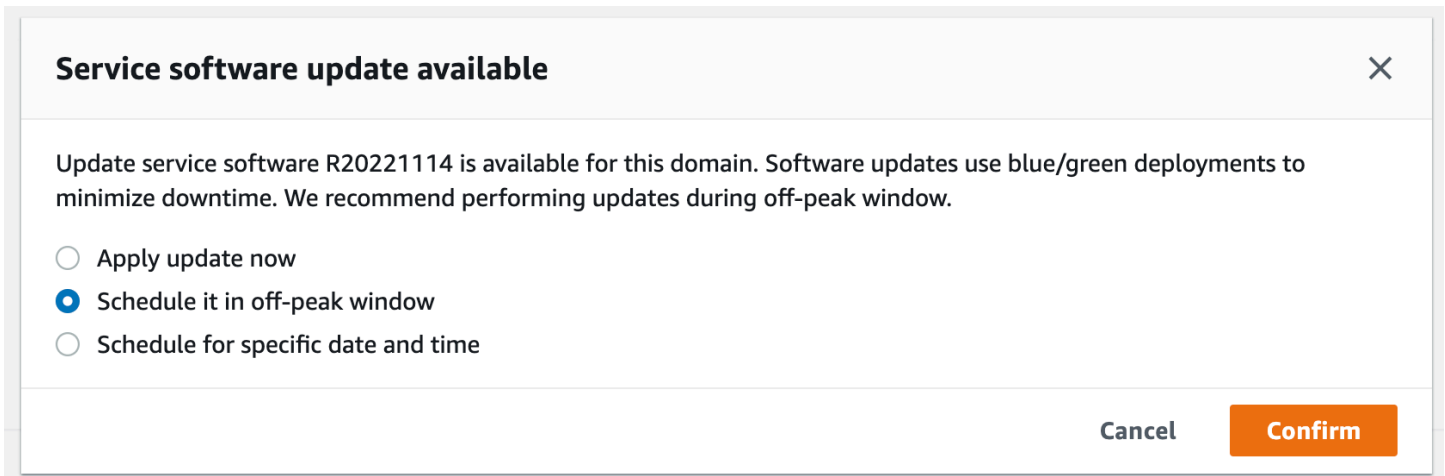 Service software update available
Update service software R20221114 is available for this domain. Software updates use blue/green deployments to
minimize downtime. We recommend performing updates during off-peak window.
Apply update now
Schedule it in off-peak window
Schedule for specific date and time
Cancel
Confirm